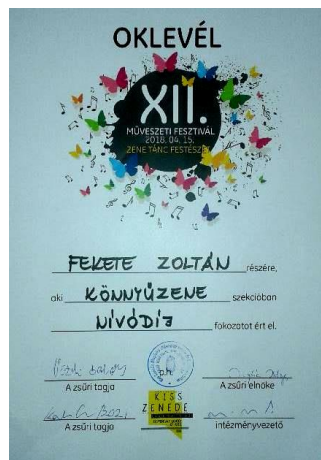 OKLEVÉL
XII.
MŰVÉSZETI FESZTIVÁL
2018. 04. 15.
ZENE TÁNC FESTÉSZET
FEKETE ZOLTÁN részére,
aki KÖNNYŰZENE szekcióban
NÍVÓDÍJ fokozatot ért el.
p.h.
A zsűri tagja
A zsűri elnöke
KISS
ZENEDE
A zsűri tagja
intézményvezető